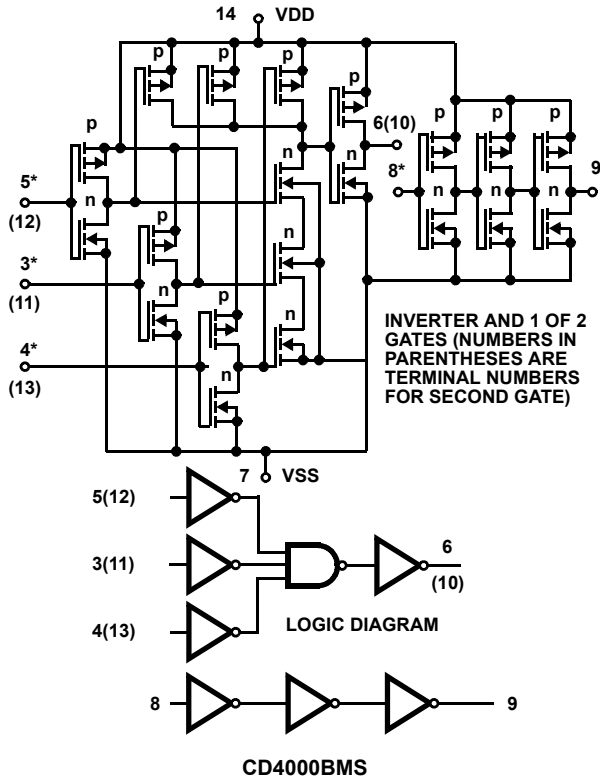 14 VDD
p p p p
6(10)
p p p
p
8* 9
5* n n n n n
(12) n
p
n
3*
(11) n p
n
4* n
(13)
INVERTER AND 1 OF 2
GATES (NUMBERS IN
PARENTHESES ARE
TERMINAL NUMBERS
FOR SECOND GATE)
7 VSS
5(12)
3(11) 6
(10)
4(13) LOGIC DIAGRAM
8 9
CD4000BMS